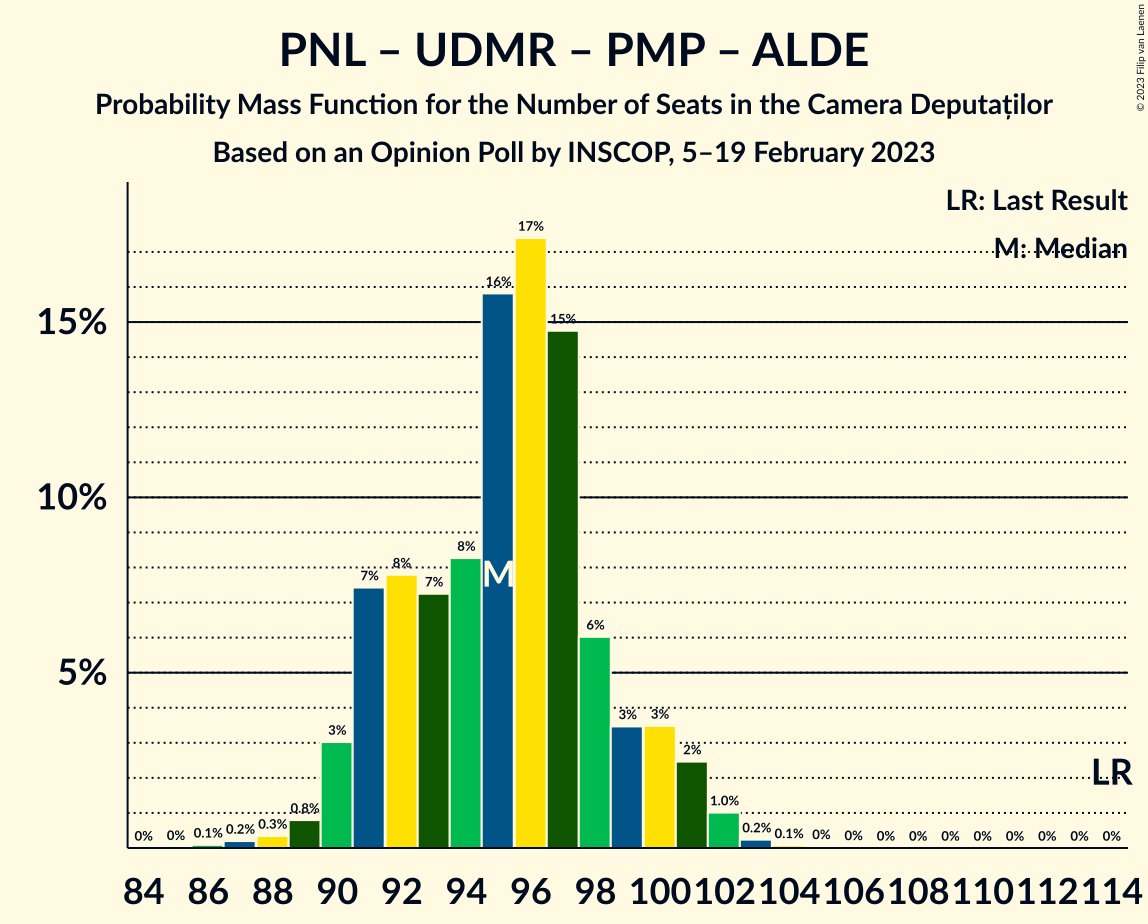 PNL – UDMR – PMP – ALDE
Probability Mass Function for the Number of Seats in the Camera Deputaților
Based on an Opinion Poll by INSCOP, 5–19 February 2023
© 2023 Filip van Laenen
LR: Last Result
M: Median
15%
10%
5%
0% 0% 0.1% 0.2% 0.3% 0.8% 3% 7% 8% 7% 8% 16% 17% 15% 6% 3% 3% 2% 1.0% 0.2% 0.1% 0% 0% 0% 0% 0% 0% 0% 0% 0% 0%
M
LR
84 86 88 90 92 94 96 98 100 102 104 106 108 110 112 114